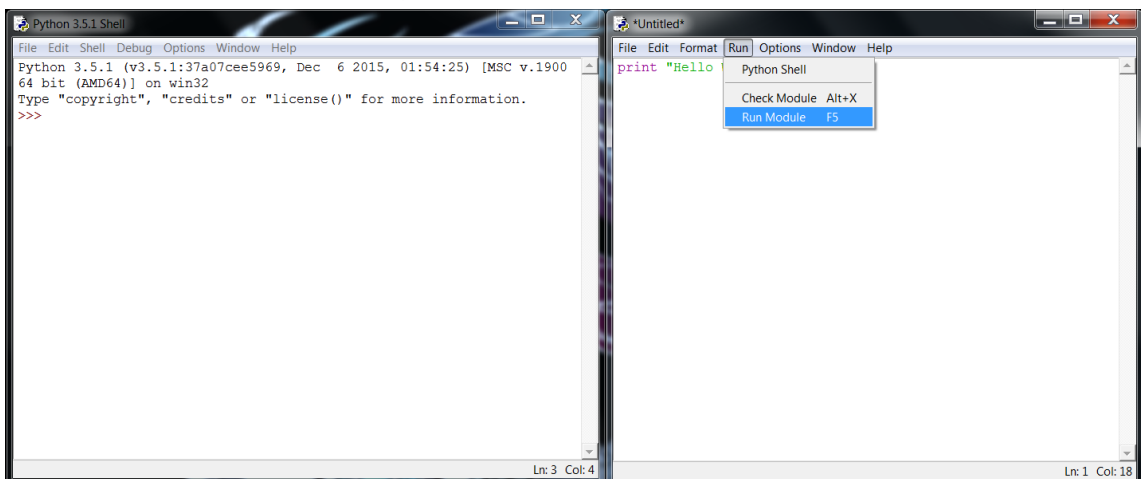 Python 3.5.1 Shell
File Edit Shell Debug Options Window Help
Python 3.5.1 (v3.5.1:37a07cee5969, Dec  6 2015, 01:54:25) [MSC v.1900
64 bit (AMD64)] on win32
Type "copyright", "credits" or "license()" for more information.
>>>
Ln: 3 Col: 4
*Untitled*
File Edit Format Run Options Window Help
print "Hello
Python Shell
Check Module Alt+X
Run Module F5
Ln: 1 Col: 18